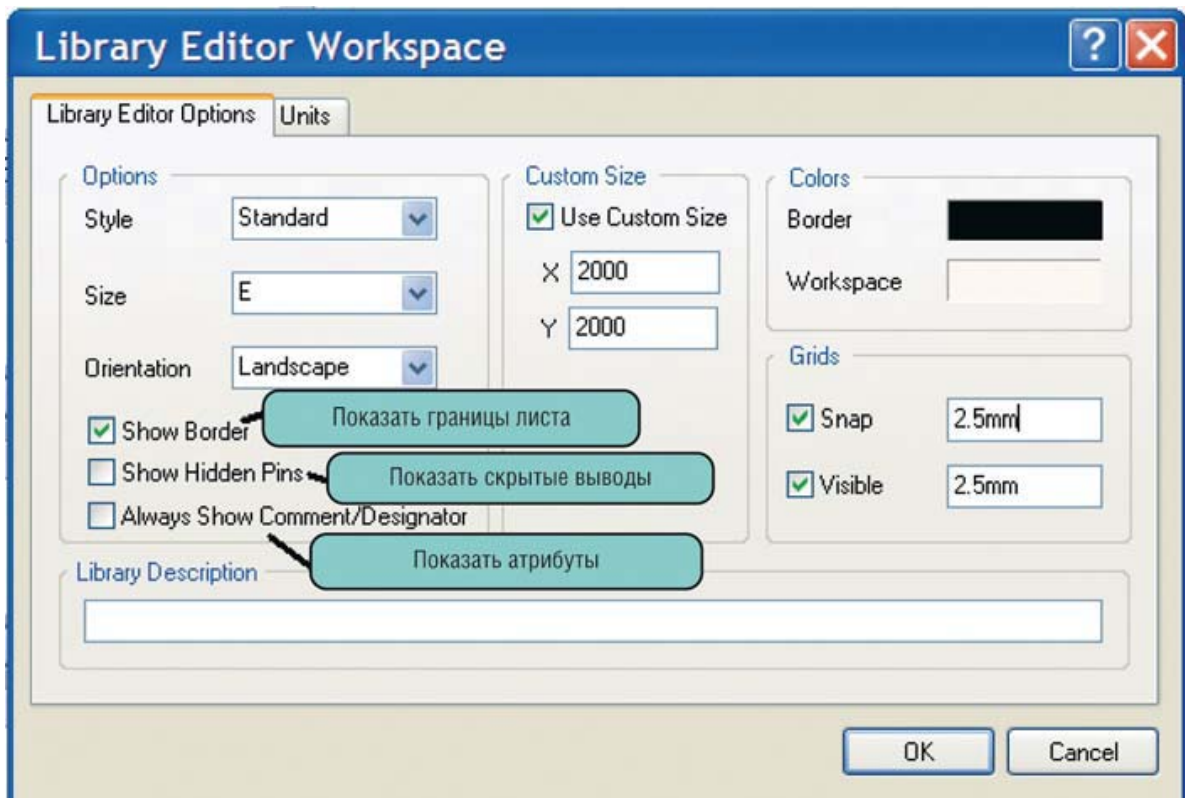 Library Editor Workspace
Library Editor Options
Units
Options
Style
Standard
Size
E
Orientation
Landscape
Show Border
Показать границы листа
Show Hidden Pins
Показать скрытые выводы
Always Show Comment/Designator
Показать атрибуты
Custom Size
Use Custom Size
X 2000
Y 2000
Colors
Border
Workspace
Grids
Snap
2.5mm
Visible
2.5mm
Library Description
OK
Cancel